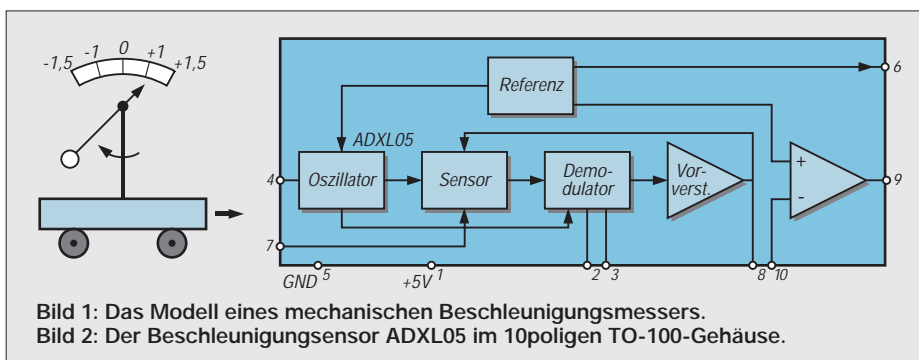 -1,5 -1 0 +1 +1,5
Referenz
6
ADXL05
4
Oszillator
Sensor
Demo-
dulator
Vor-
verst.
+
-
9
7
GND 5
+5V 1
2 3
8 10
Bild 1: Das Modell eines mechanischen Beschleunigungsmessers.
Bild 2: Der Beschleunigungsensor ADXL05 im 10poligen TO-100-Gehäuse.